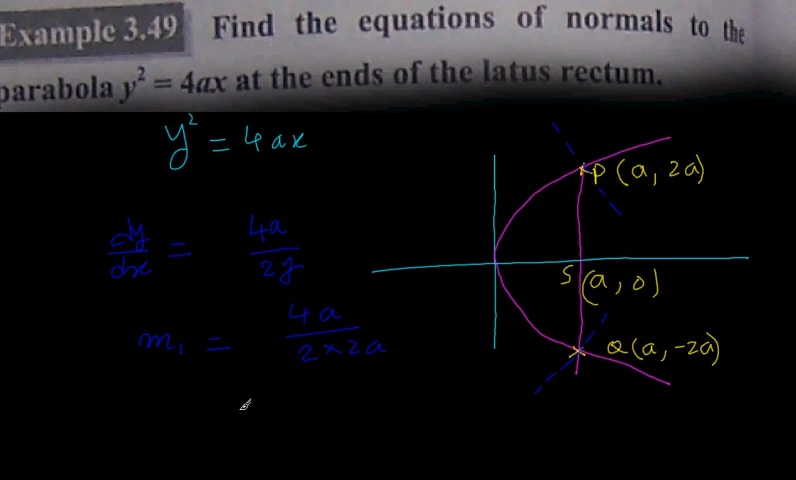 Example 3.49 Find the equations of normals to the
parabola y² = 4ax at the ends of the latus rectum.
y² = 4ax
dy/dx = 4a/2y
m₁ = 4a/2×2a
P(a, 2a)
S(a, 0)
Q(a, -2a)